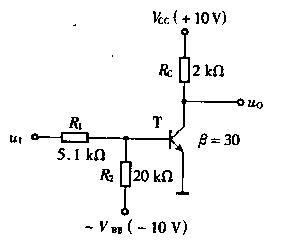 V_CC (+10 V)
R_C 2 kΩ
u_O
T
β = 30
u_I
R_1
5.1 kΩ
R_2 20 kΩ
- V_BB (-10 V)